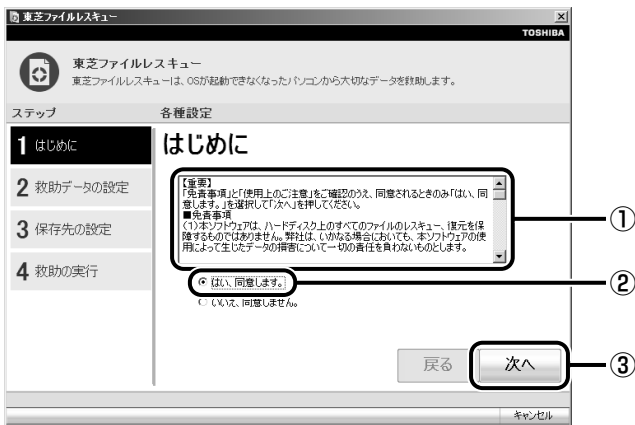 東芝ファイルレスキュー
TOSHIBA
東芝ファイルレスキュー
東芝ファイルレスキューは、OSが起動できなくなったパソコンから大切なデータを救助します。
ステップ
各種設定
1 はじめに
2 救助データの設定
3 保存先の設定
4 救助の実行
はじめに
【重要】
「免責事項」と「使用上のご注意」をご確認のうえ、同意されるときのみ「はい、同
意します。」を選択して「次へ」を押してください。
■免責事項
(1)本ソフトウェアは、ハードディスク上のすべてのファイルのレスキュー、復元を保
障するものではありません。弊社は、いかなる場合においても、本ソフトウェアの使
用によって生じたデータの損害について一切の責任を負わないものとします。
①
はい、同意します。
②
いいえ、同意しません。
戻る
次へ
③
キャンセル